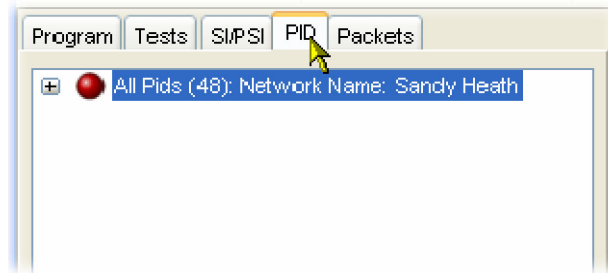 Program Tests SI/PSI PID Packets
All Pids (48): Network Name: Sandy Heath